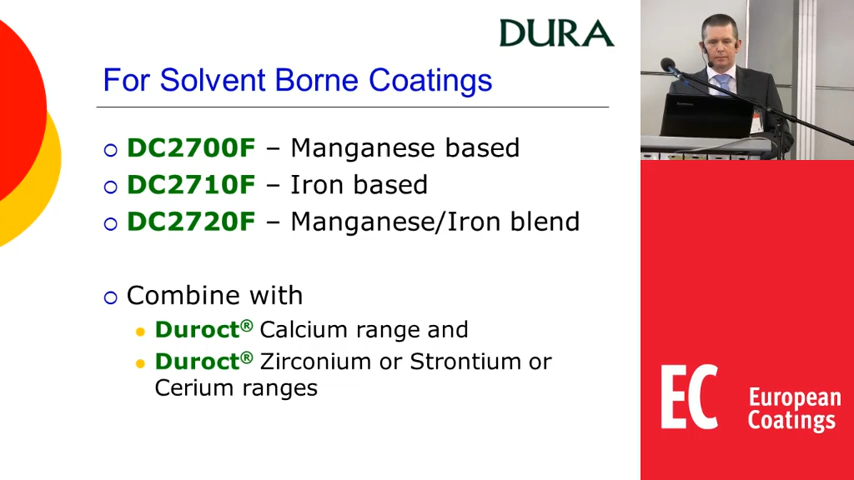 DURA
For Solvent Borne Coatings
DC2700F – Manganese based
DC2710F – Iron based
DC2720F – Manganese/Iron blend
Combine with
Duroct® Calcium range and
Duroct® Zirconium or Strontium or
Cerium ranges
EC European
Coatings